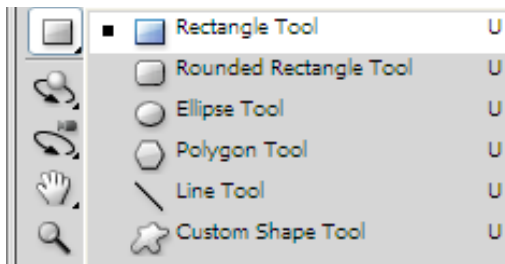 Rectangle Tool U
Rounded Rectangle Tool U
Ellipse Tool U
Polygon Tool U
Line Tool U
Custom Shape Tool U